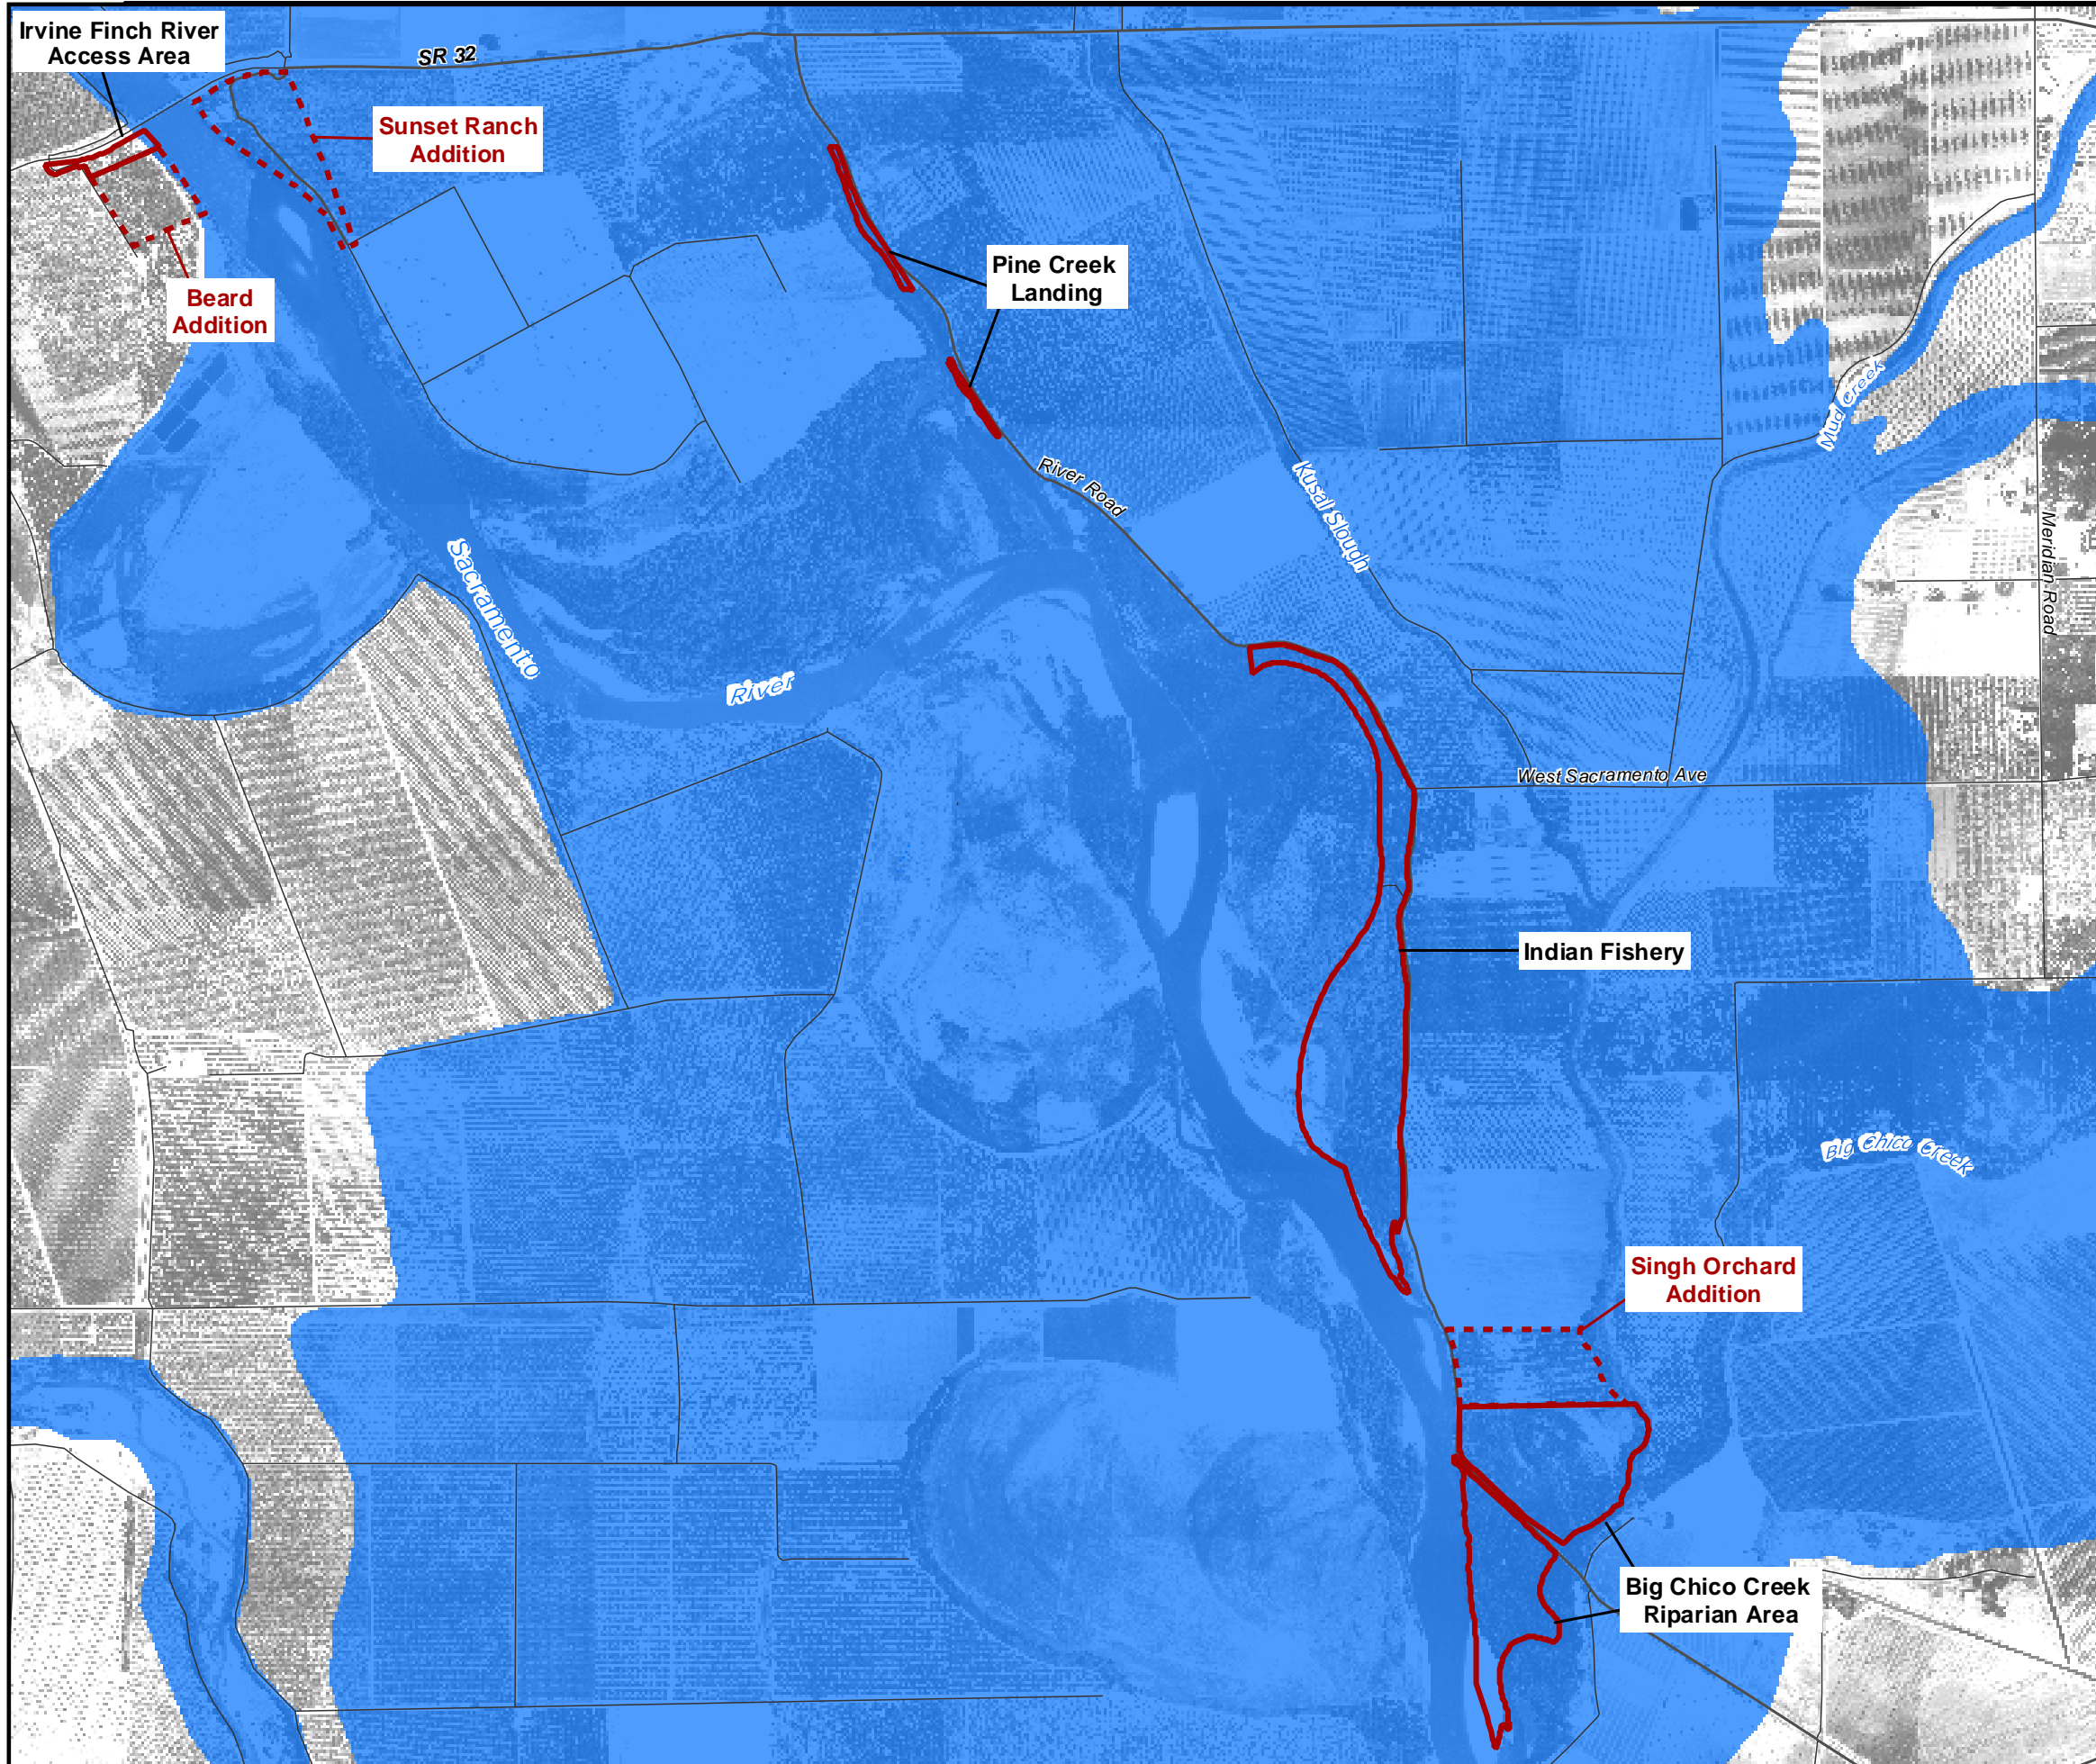 Irvine Finch River
Access Area
SR 32
Sunset Ranch
Addition
Beard
Addition
Pine Creek
Landing
Mud Creek
River Road
Kusal Slough
Meridian Road
Sacramento
River
West Sacramento Ave
Indian Fishery
Big Chico Creek
Singh Orchard
Addition
Big Chico Creek
Riparian Area